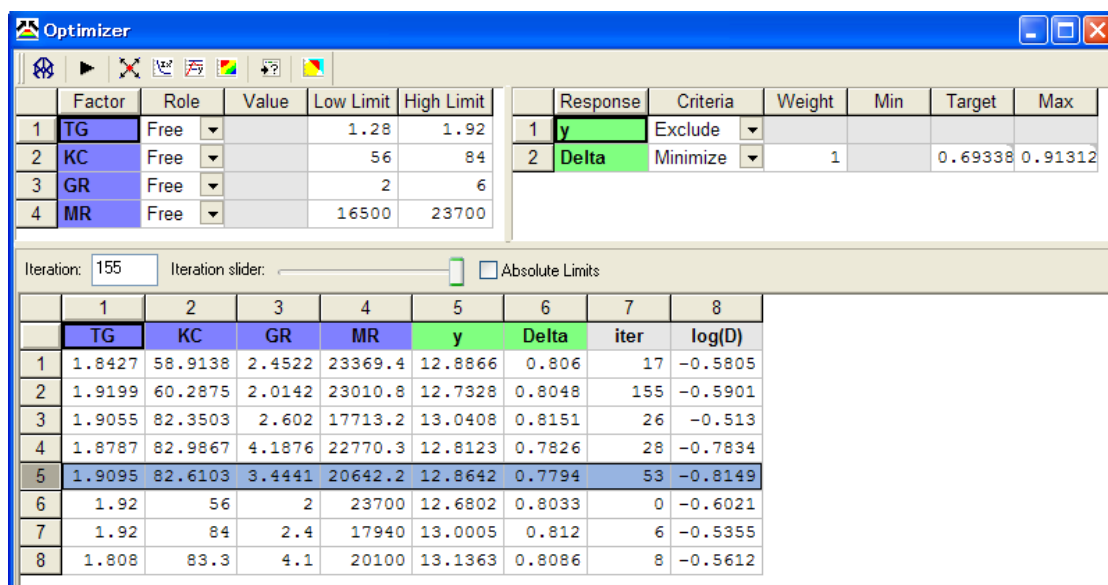 Optimizer
Factor Role Value Low Limit High Limit
1 TG Free 1.28 1.92
2 KC Free 56 84
3 GR Free 2 6
4 MR Free 16500 23700
Response Criteria Weight Min Target Max
1 y Exclude
2 Delta Minimize 1 0.69338 0.91312
Iteration: 155 Iteration slider: Absolute Limits
1 2 3 4 5 6 7 8
TG KC GR MR y Delta iter log(D)
1 1.8427 58.9138 2.4522 23369.4 12.8866 0.806 17 -0.5805
2 1.9199 60.2875 2.0142 23010.8 12.7328 0.8048 155 -0.5901
3 1.9055 82.3503 2.602 17713.2 13.0408 0.8151 26 -0.513
4 1.8787 82.9867 4.1876 22770.3 12.8123 0.7826 28 -0.7834
5 1.9095 82.6103 3.4441 20642.2 12.8642 0.7794 53 -0.8149
6 1.92 56 2 23700 12.6802 0.8033 0 -0.6021
7 1.92 84 2.4 17940 13.0005 0.812 6 -0.5355
8 1.808 83.3 4.1 20100 13.1363 0.8086 8 -0.5612